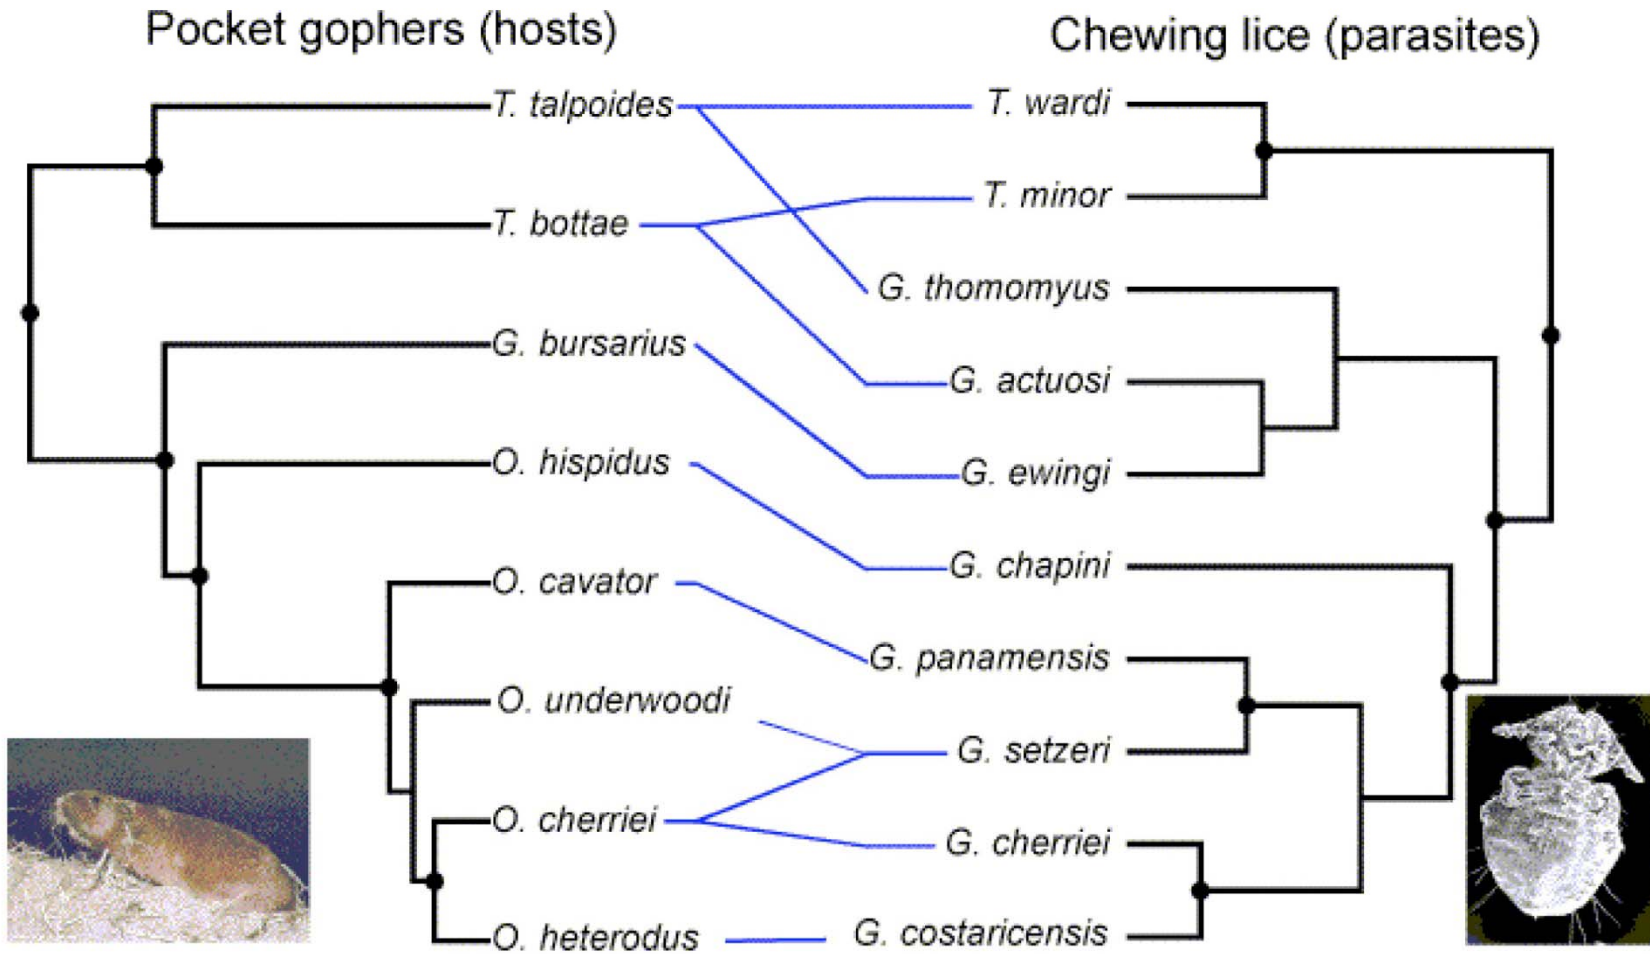 Pocket gophers (hosts)
Chewing lice (parasites)
T. talpoides
T. bottae
G. bursarius
O. hispidus
O. cavator
O. underwoodi
O. cherriei
O. heterodus
T. wardi
T. minor
G. thomomyus
G. actuosi
G. ewingi
G. chapini
G. panamensis
G. setzeri
G. cherriei
G. costaricensis